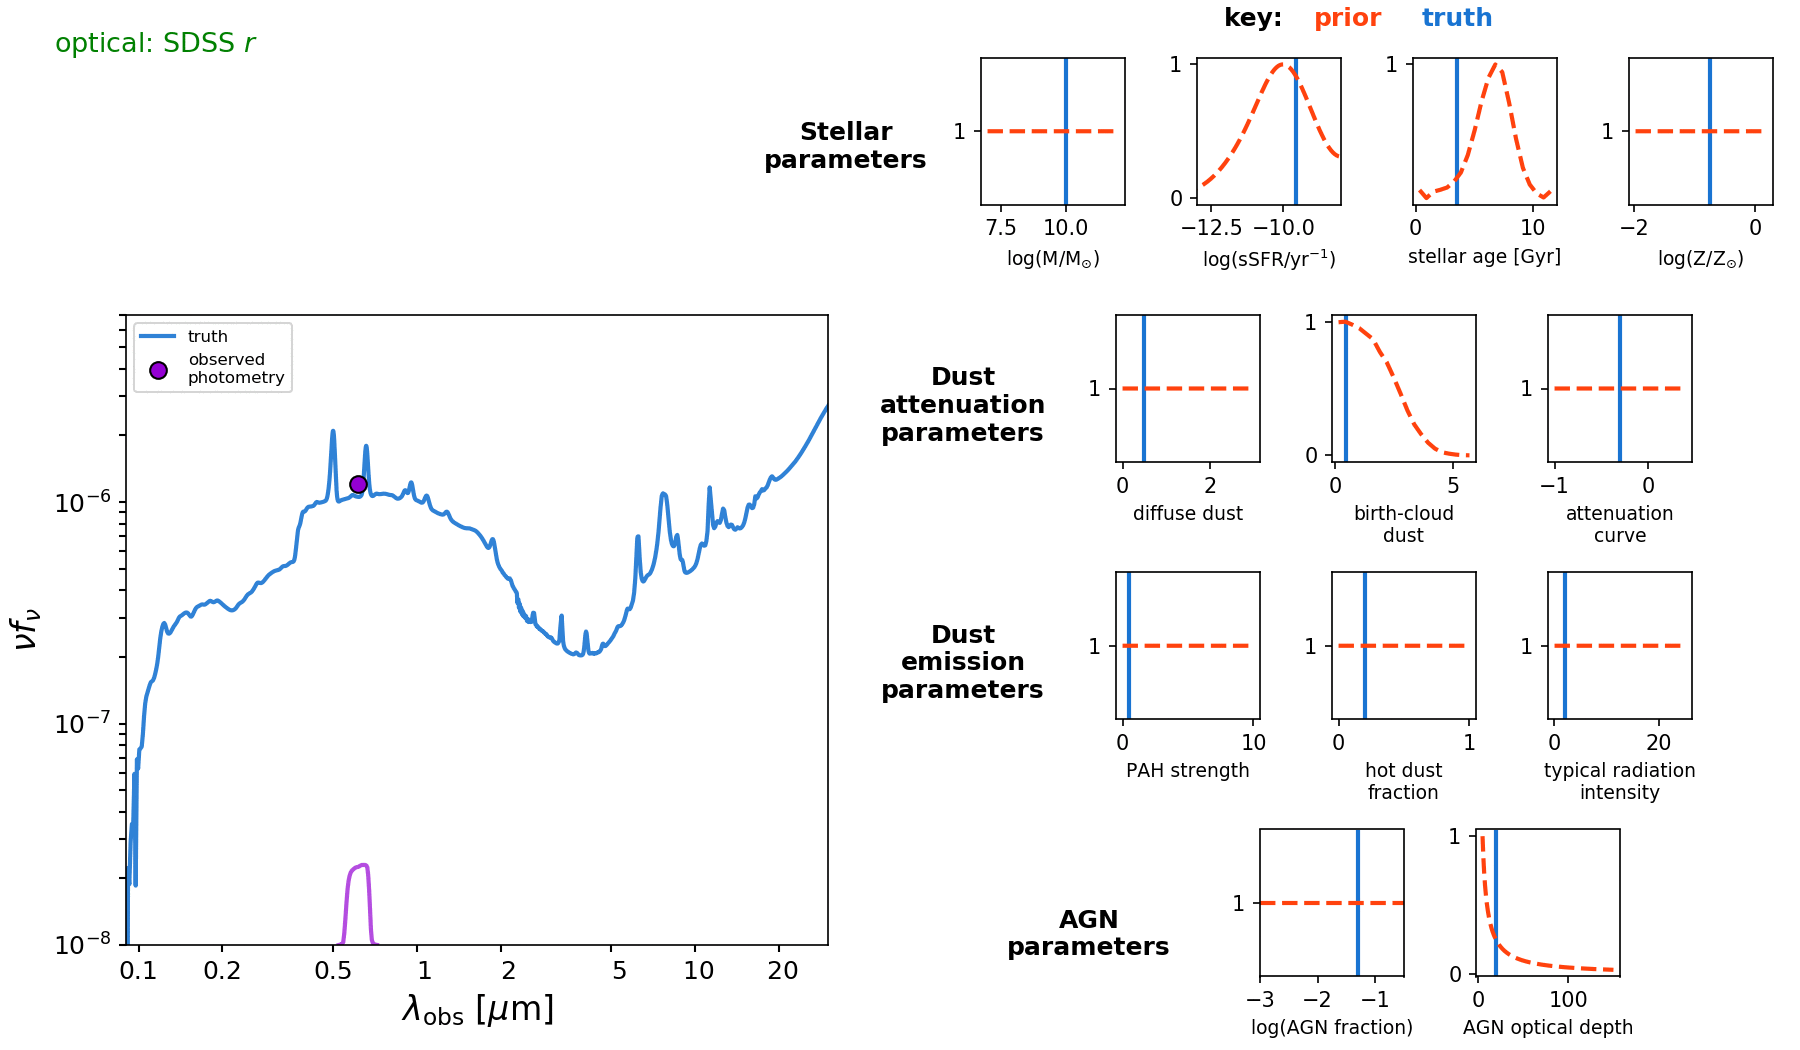 key: prior truth
optical: SDSS r
Stellar
parameters
1
7.5 10.0
log(M/M⊙)
1
0
−12.5 −10.0
log(sSFR/yr⁻¹)
1
0 10
stellar age [Gyr]
1
−2 0
log(Z/Z⊙)
truth
observed
photometry
10⁻⁶
10⁻⁷
10⁻⁸
νfν
0.1 0.2 0.5 1 2 5 10 20
λobs [μm]
Dust
attenuation
parameters
1
0 2
diffuse dust
1
0
0 5
birth-cloud
dust
1
−1 0
attenuation
curve
Dust
emission
parameters
1
0 10
PAH strength
1
0 1
hot dust
fraction
1
0 20
typical radiation
intensity
AGN
parameters
1
−3 −2 −1
log(AGN fraction)
1
0
0 100
AGN optical depth